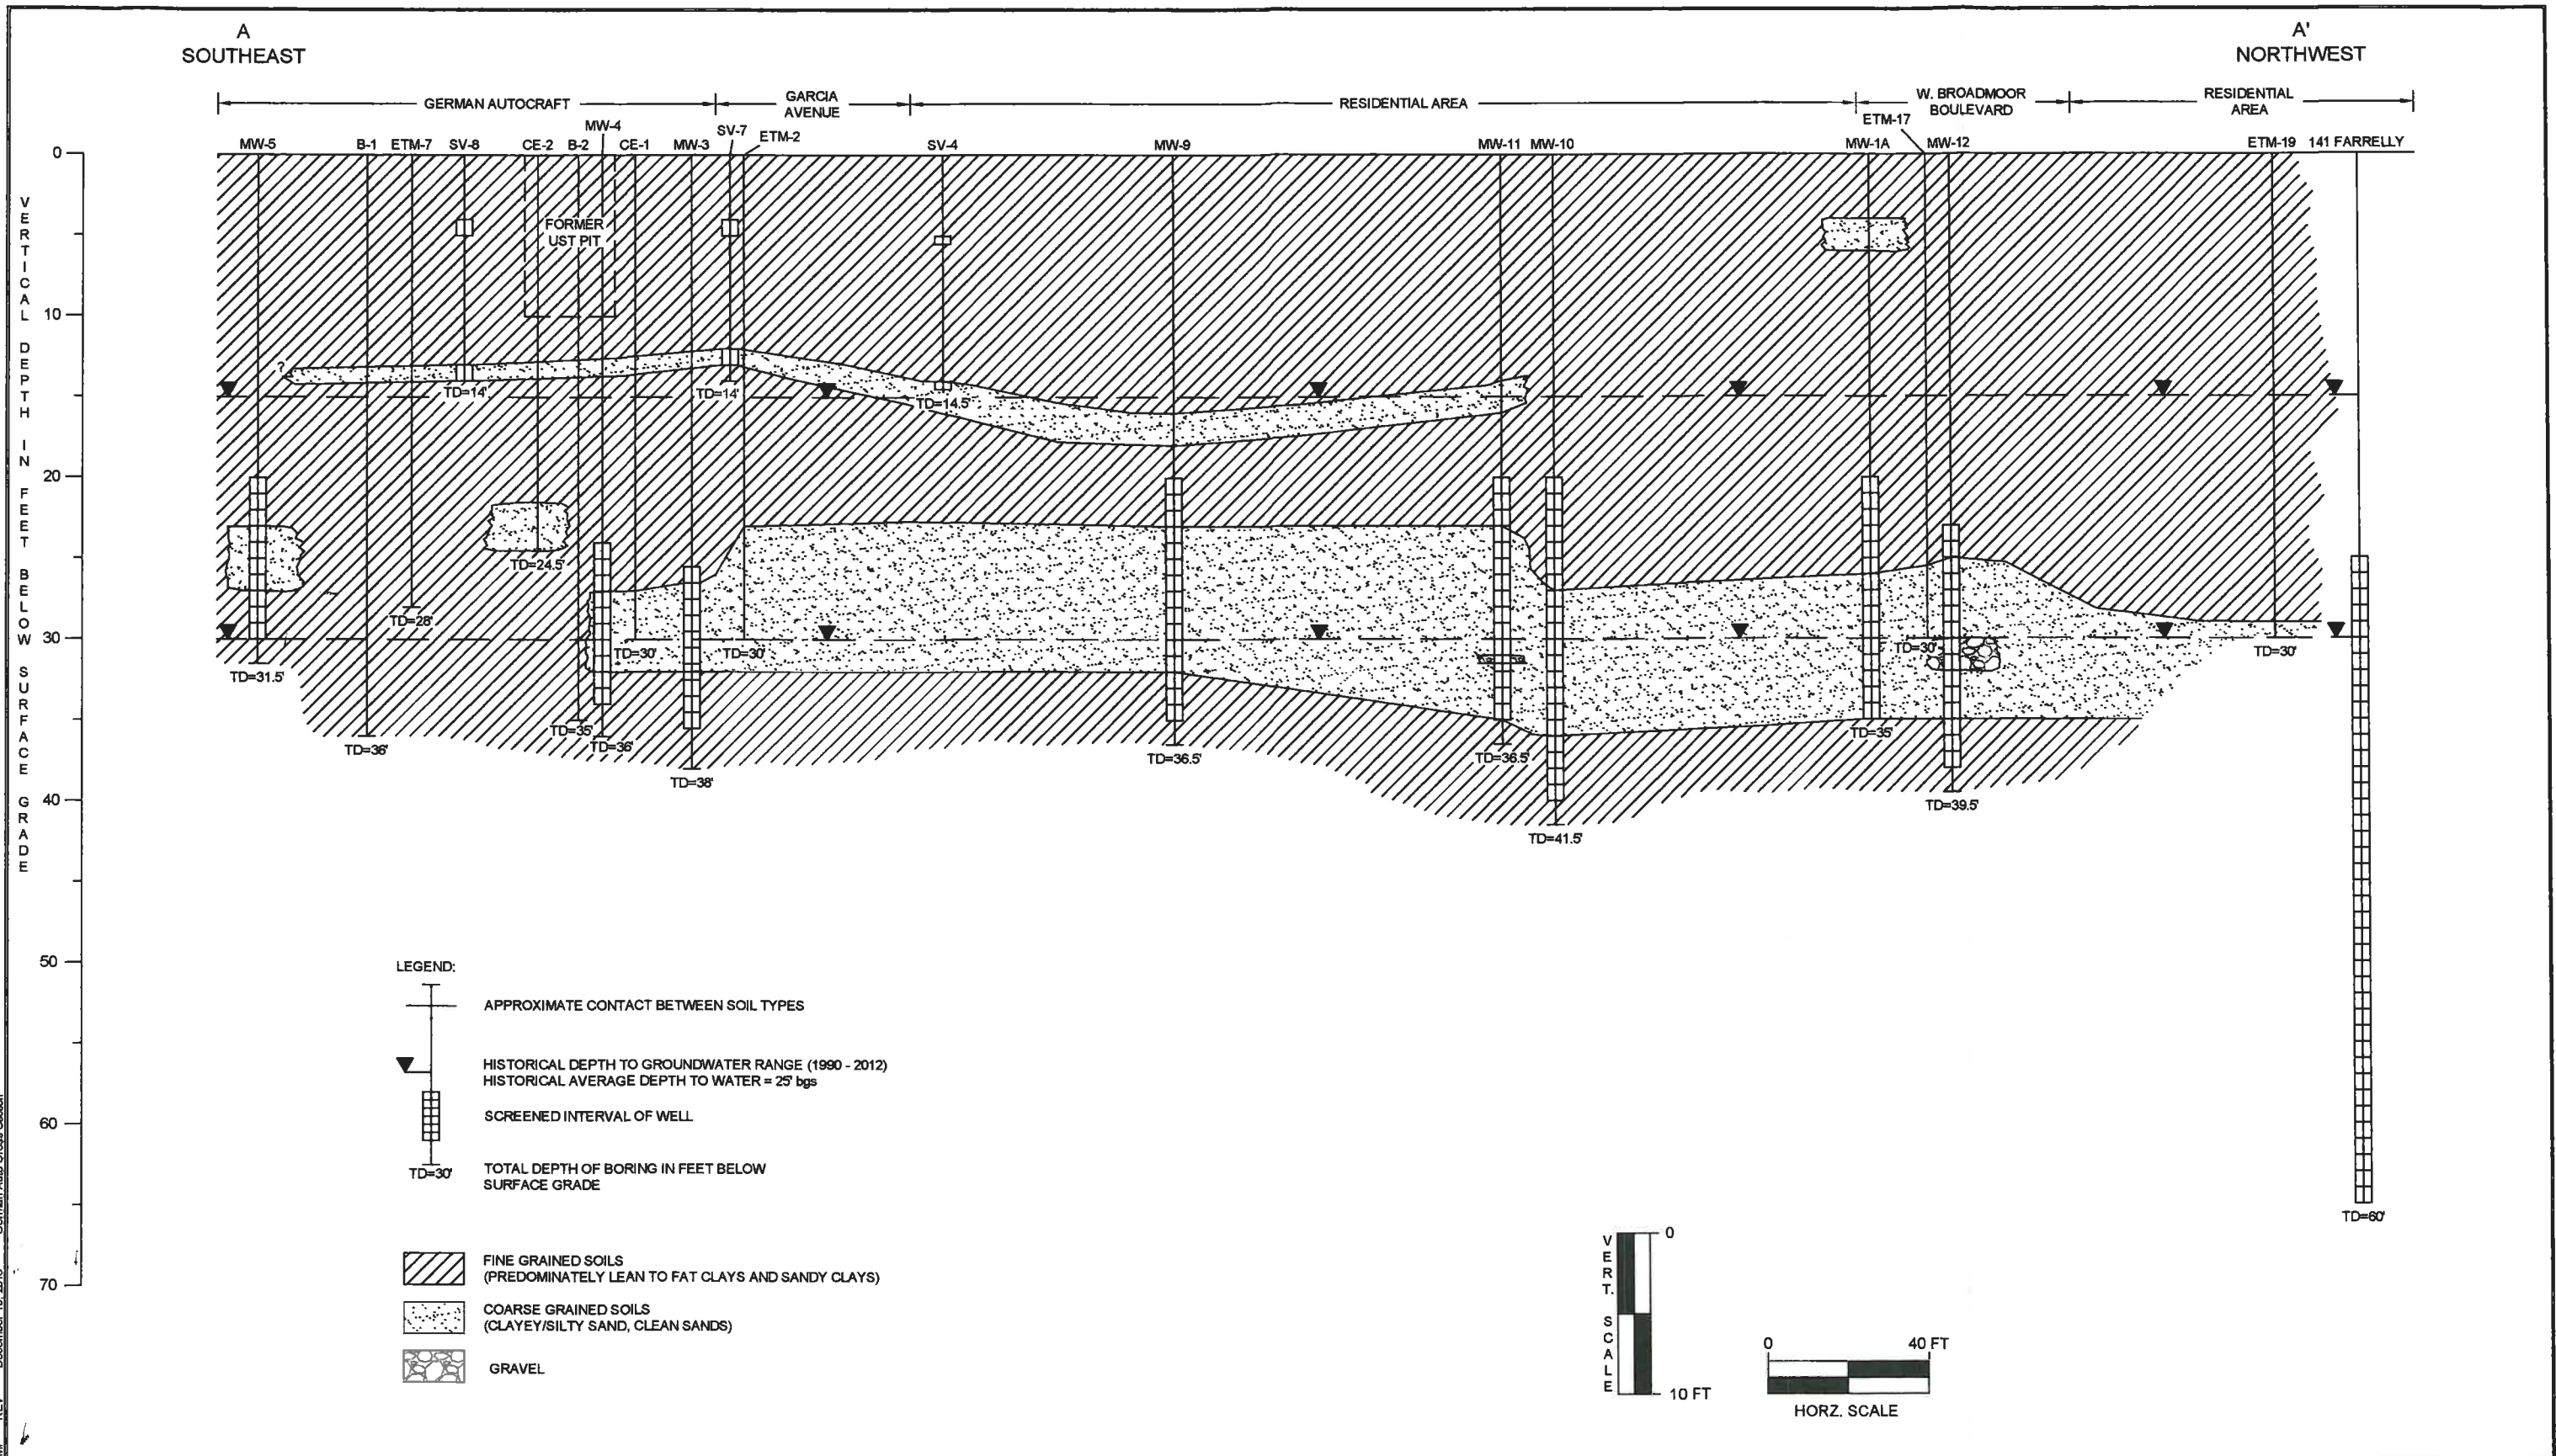 A
SOUTHEAST
A'
NORTHWEST
GERMAN AUTOCRAFT
GARCIA
AVENUE
RESIDENTIAL AREA
W. BROADMOOR
BOULEVARD
RESIDENTIAL
AREA
MW-5
B-1
ETM-7
SV-8
CE-2
B-2
MW-4
CE-1
MW-3
SV-7
ETM-2
SV-4
MW-9
MW-11
MW-10
MW-1A
ETM-17
MW-12
ETM-19
141 FARRELLY
VERTICAL DEPTH IN FEET BELOW SURFACE GRADE
0
10
20
30
40
50
60
70
FORMER
UST PIT
?
TD=14'
TD=14'
TD=14.5'
TD=24.5'
TD=28'
TD=30'
TD=30'
TD=30'
TD=30'
TD=31.5'
TD=36'
TD=35'
TD=36'
TD=38'
TD=36.5'
TD=36.5'
TD=41.5'
TD=35'
TD=39.5'
TD=60'
LEGEND:
APPROXIMATE CONTACT BETWEEN SOIL TYPES
HISTORICAL DEPTH TO GROUNDWATER RANGE (1990 - 2012)
HISTORICAL AVERAGE DEPTH TO WATER = 25' bgs
SCREENED INTERVAL OF WELL
TD=30'
TOTAL DEPTH OF BORING IN FEET BELOW
SURFACE GRADE
FINE GRAINED SOILS
(PREDOMINATELY LEAN TO FAT CLAYS AND SANDY CLAYS)
COARSE GRAINED SOILS
(CLAYEY/SILTY SAND, CLEAN SANDS)
GRAVEL
VERT. SCALE
0
10 FT
0
40 FT
HORZ. SCALE